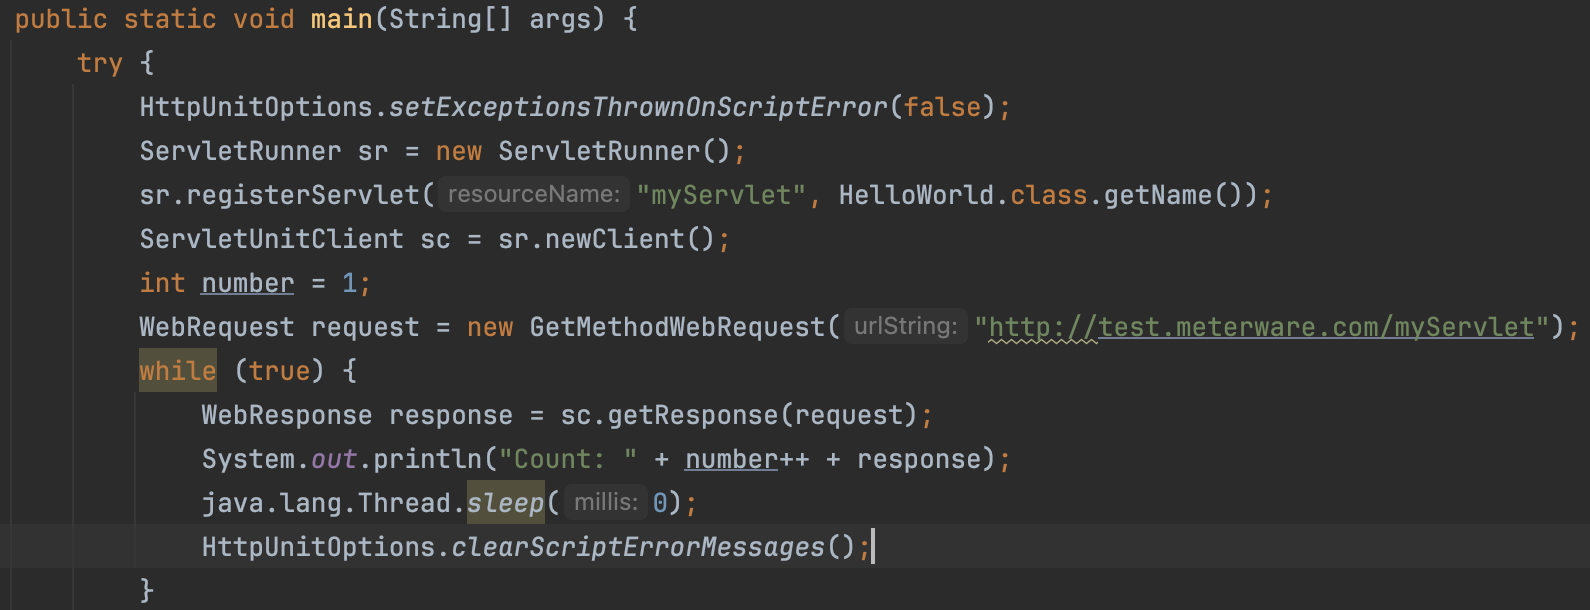 public static void main(String[] args) {
try {
HttpUnitOptions.setExceptionsThrownOnScriptError(false);
ServletRunner sr = new ServletRunner();
sr.registerServlet( resourceName: "myServlet", HelloWorld.class.getName());
ServletUnitClient sc = sr.newClient();
int number = 1;
WebRequest request = new GetMethodWebRequest( urlString: "http://test.meterware.com/myServlet");
while (true) {
WebResponse response = sc.getResponse(request);
System.out.println("Count: " + number++ + response);
java.lang.Thread.sleep( millis: 0);
HttpUnitOptions.clearScriptErrorMessages();
}